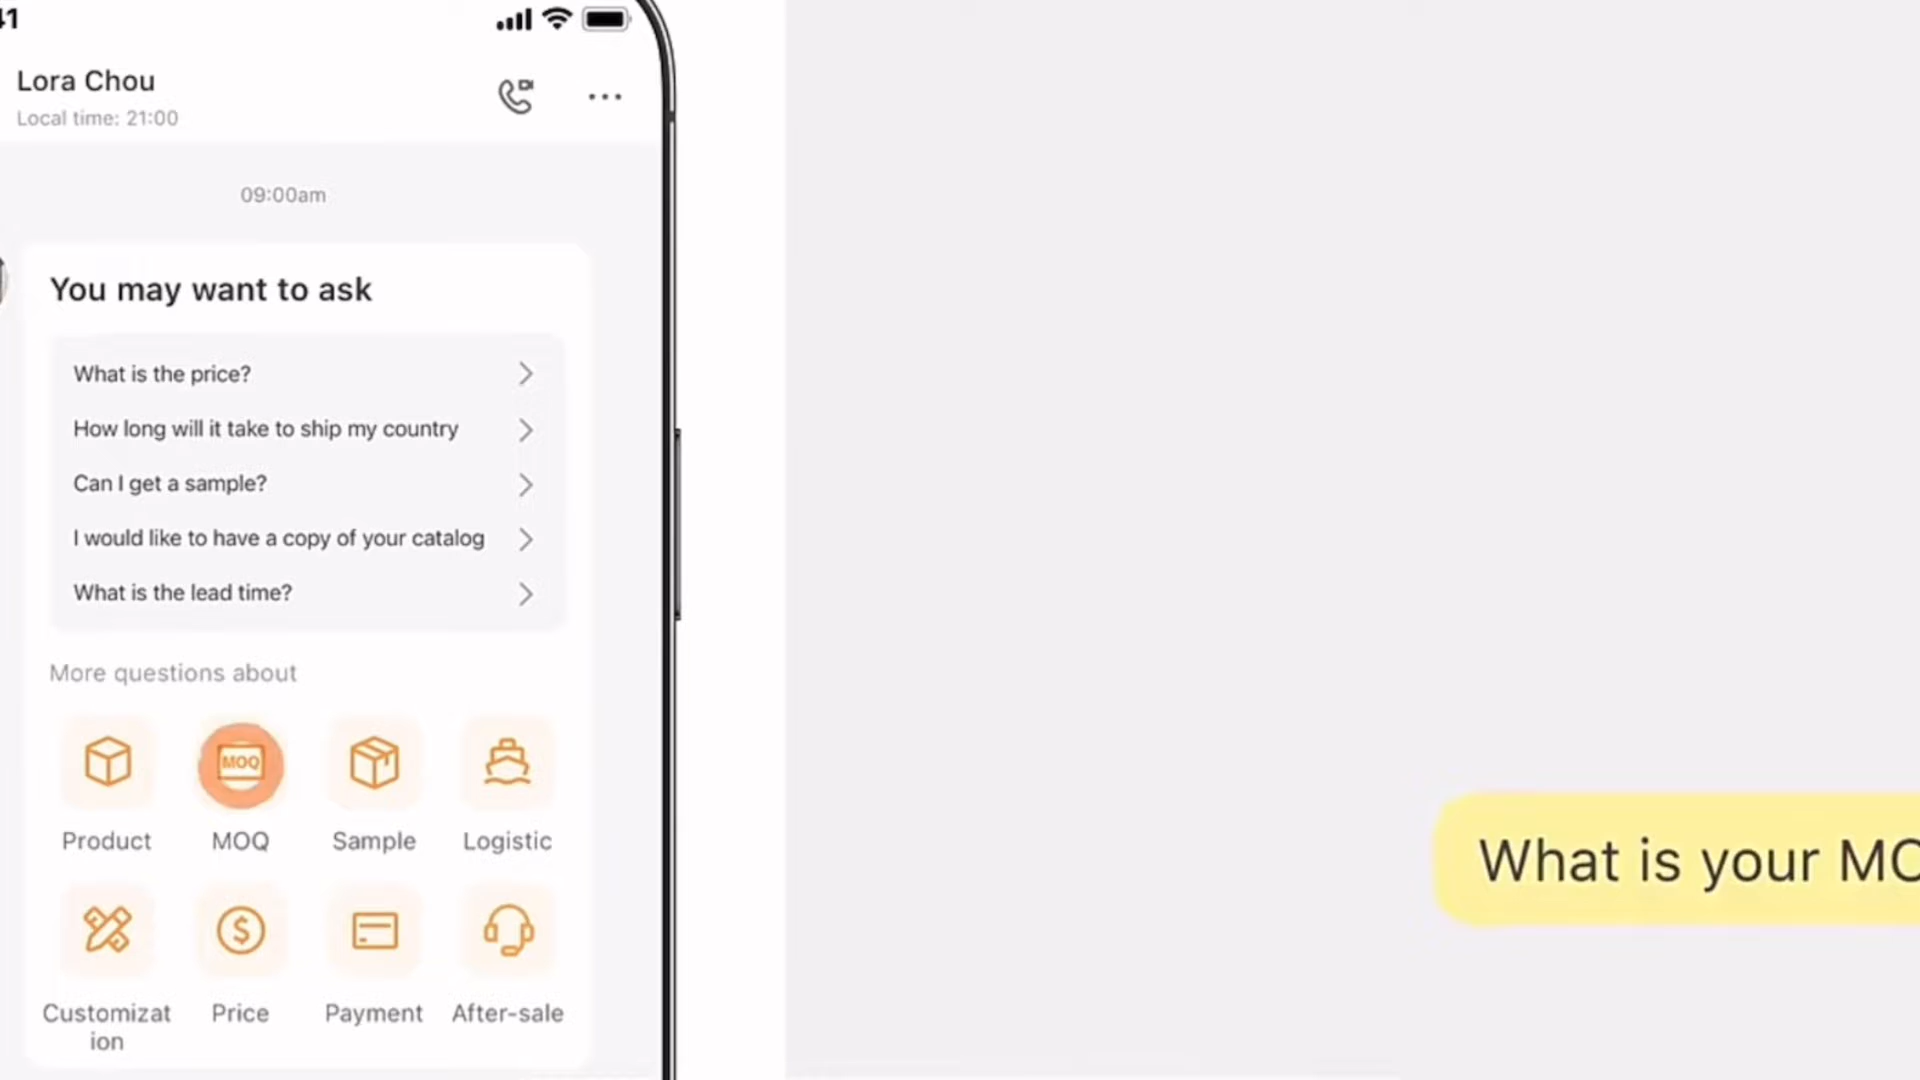 41
Lora Chou
Local time: 21:00
09:00am
You may want to ask
What is the price?
How long will it take to ship my country
Can I get a sample?
I would like to have a copy of your catalog
What is the lead time?
More questions about
MOQ
Product
MOQ
Sample
Logistic
Customizat
ion
Price
Payment
After-sale
What is your MO